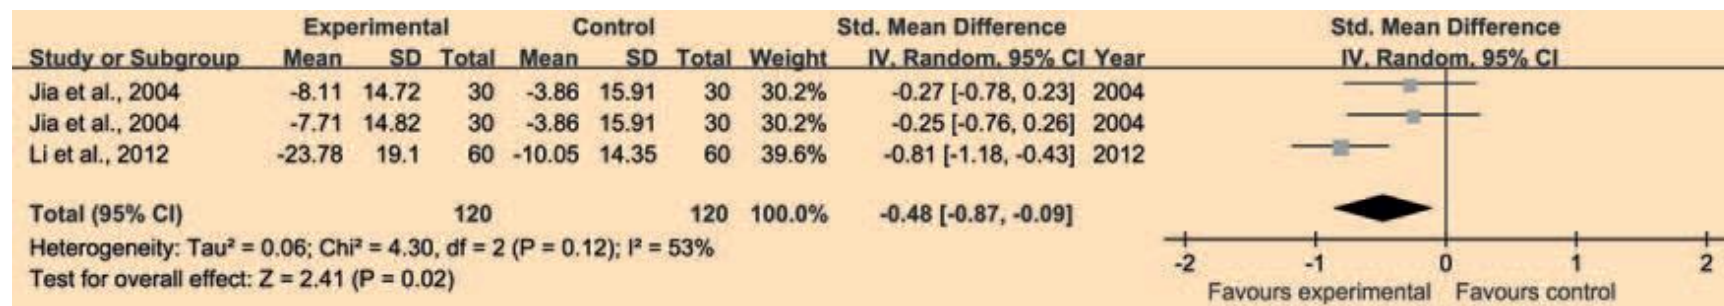 Experimental Control Std. Mean Difference Std. Mean Difference
Study or Subgroup Mean SD Total Mean SD Total Weight IV, Random, 95% CI Year IV, Random, 95% CI
Jia et al., 2004 -8.11 14.72 30 -3.86 15.91 30 30.2% -0.27 [-0.78, 0.23] 2004
Jia et al., 2004 -7.71 14.82 30 -3.86 15.91 30 30.2% -0.25 [-0.76, 0.26] 2004
Li et al., 2012 -23.78 19.1 60 -10.05 14.35 60 39.6% -0.81 [-1.18, -0.43] 2012
Total (95% CI) 120 120 100.0% -0.48 [-0.87, -0.09]
Heterogeneity: Tau² = 0.06; Chi² = 4.30, df = 2 (P = 0.12); I² = 53%
Test for overall effect: Z = 2.41 (P = 0.02)
-2 -1 0 1 2
Favours experimental Favours control